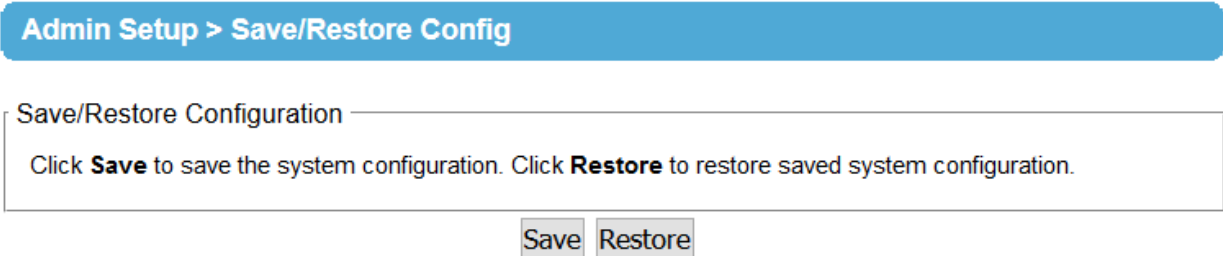 Admin Setup > Save/Restore Config
Save/Restore Configuration
Click Save to save the system configuration. Click Restore to restore saved system configuration.
Save Restore